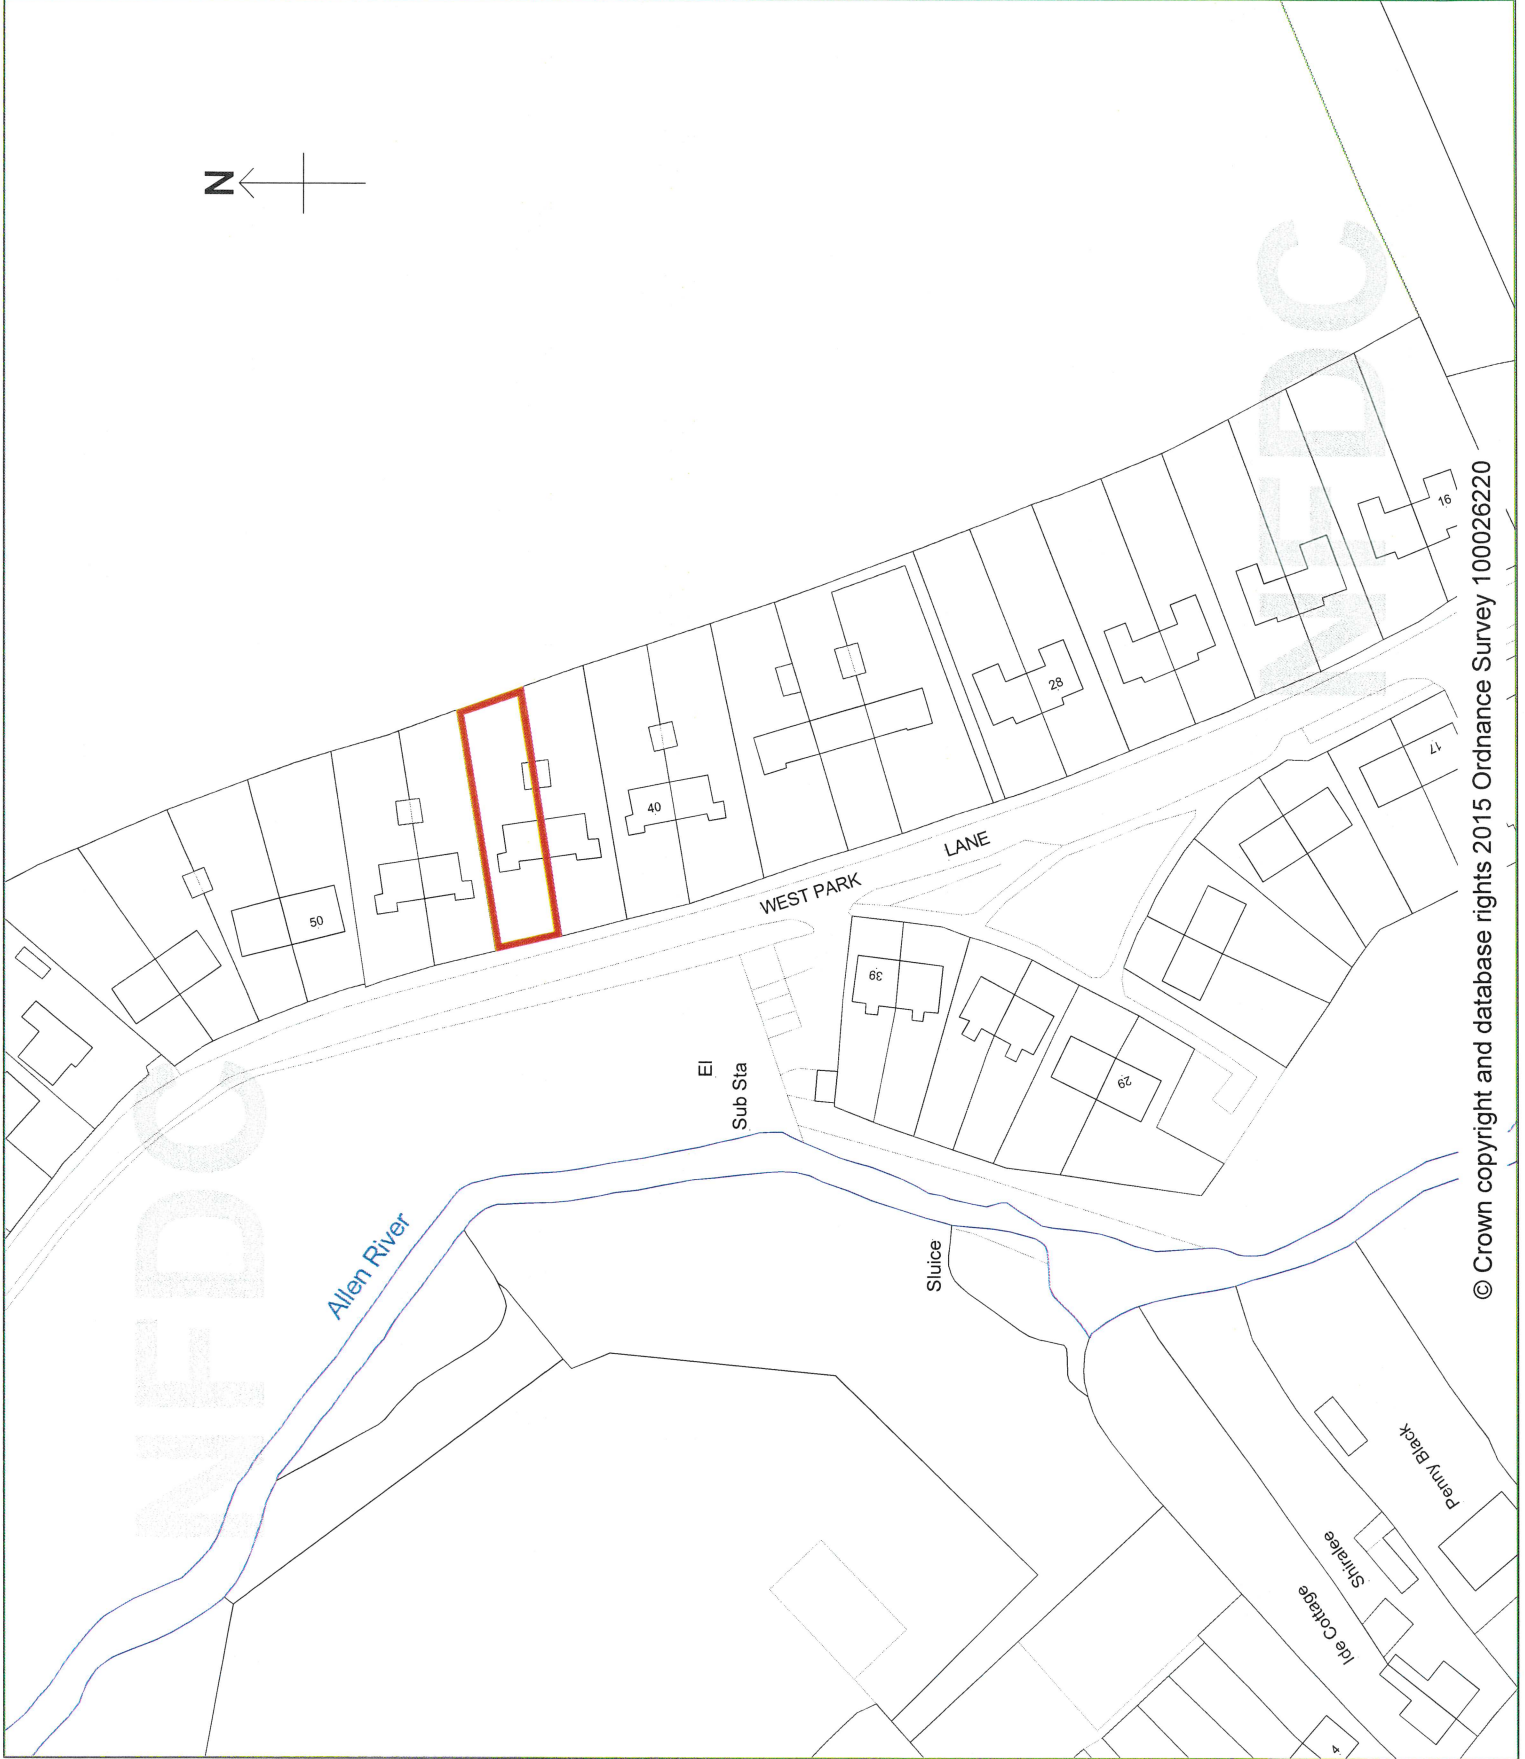 N
NFDC
50
40
WEST PARK
LANE
28
16
17
39
29
El
Sub Sta
NFDC
Allen River
Sluice
Penny Black
Shiralee
Ide Cottage
4
© Crown copyright and database rights 2015 Ordnance Survey 100026220